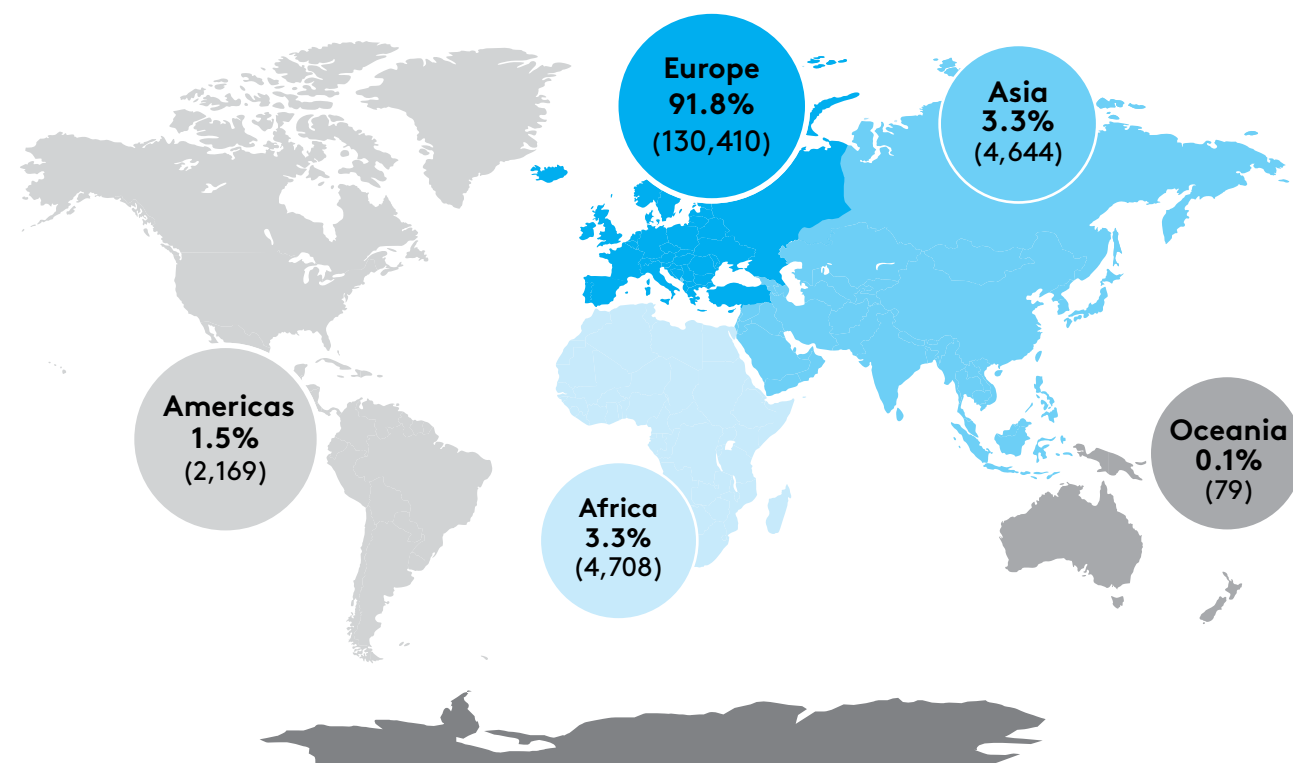 Europe
91.8%
(130,410)
Asia
3.3%
(4,644)
Americas
1.5%
(2,169)
Oceania
0.1%
(79)
Africa
3.3%
(4,708)